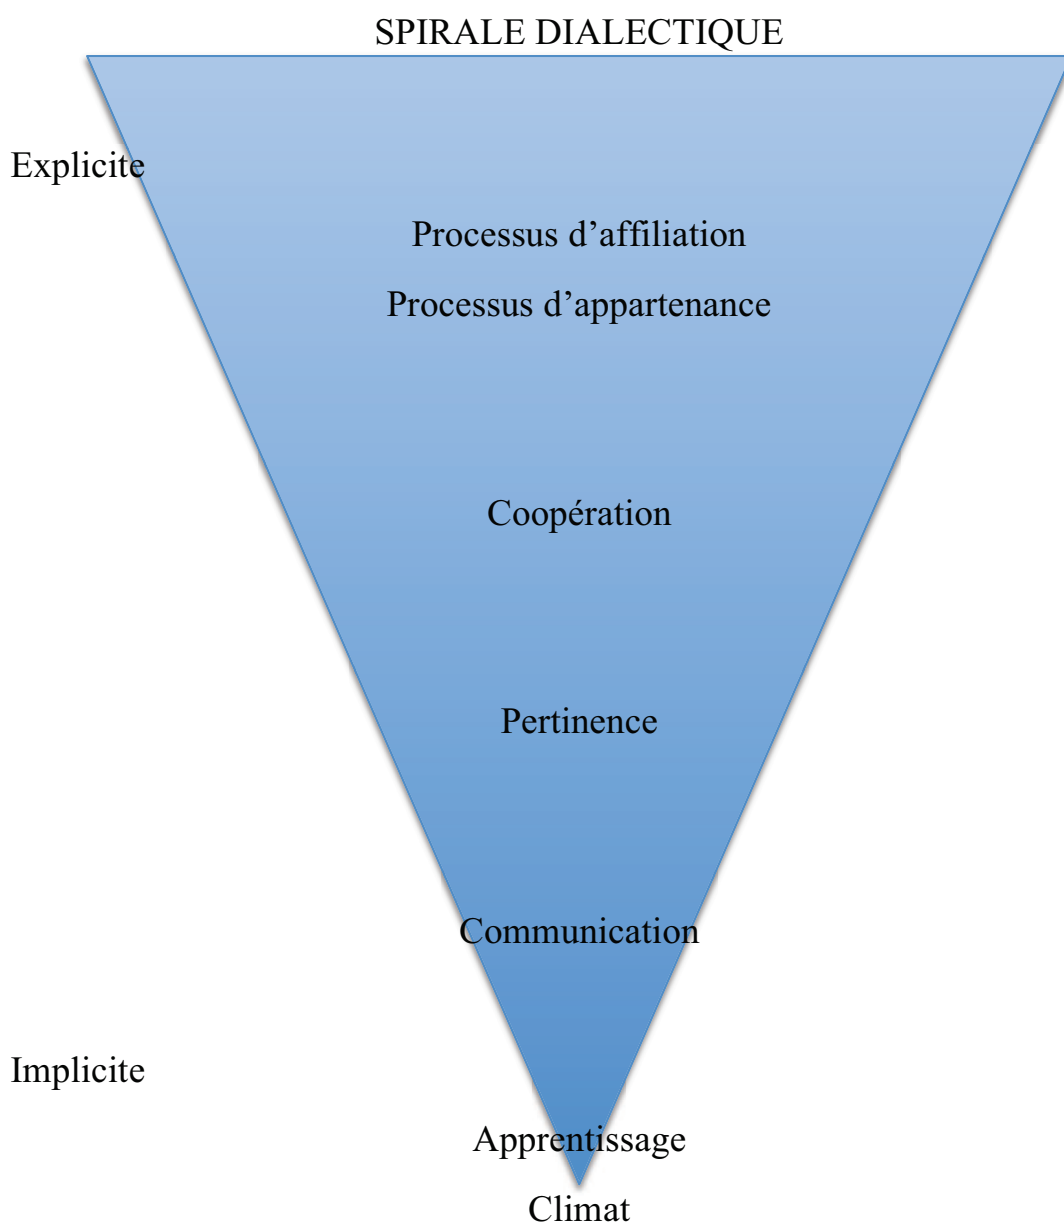 SPIRALE DIALECTIQUE
Explicite
Processus d’affiliation
Processus d’appartenance
Coopération
Pertinence
Communication
Implicite
Apprentissage
Climat